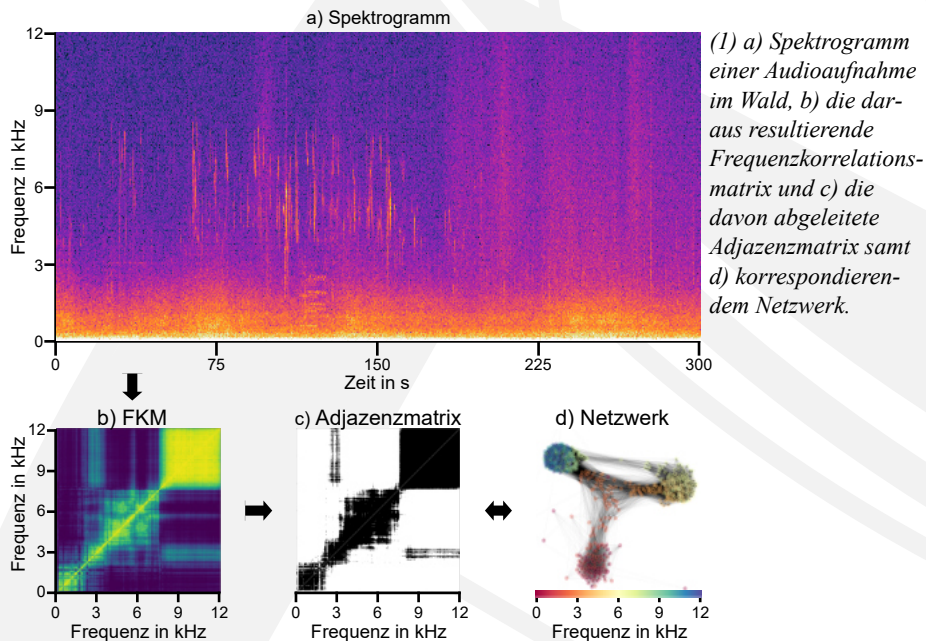 a) Spektrogramm
12
9
6
3
0
Frequenz in kHz
0 75 150 225 300
Zeit in s
(1) a) Spektrogramm
einer Audioaufnahme
im Wald, b) die dar-
aus resultierende
Frequenzkorrelations-
matrix und c) die
davon abgeleitete
Adjazenzmatrix samt
d) korrespondieren-
dem Netzwerk.
b) FKM
12
9
6
3
0
Frequenz in kHz
0 3 6 9 12
Frequenz in kHz
c) Adjazenzmatrix
0 3 6 9 12
Frequenz in kHz
d) Netzwerk
0 3 6 9 12
Frequenz in kHz